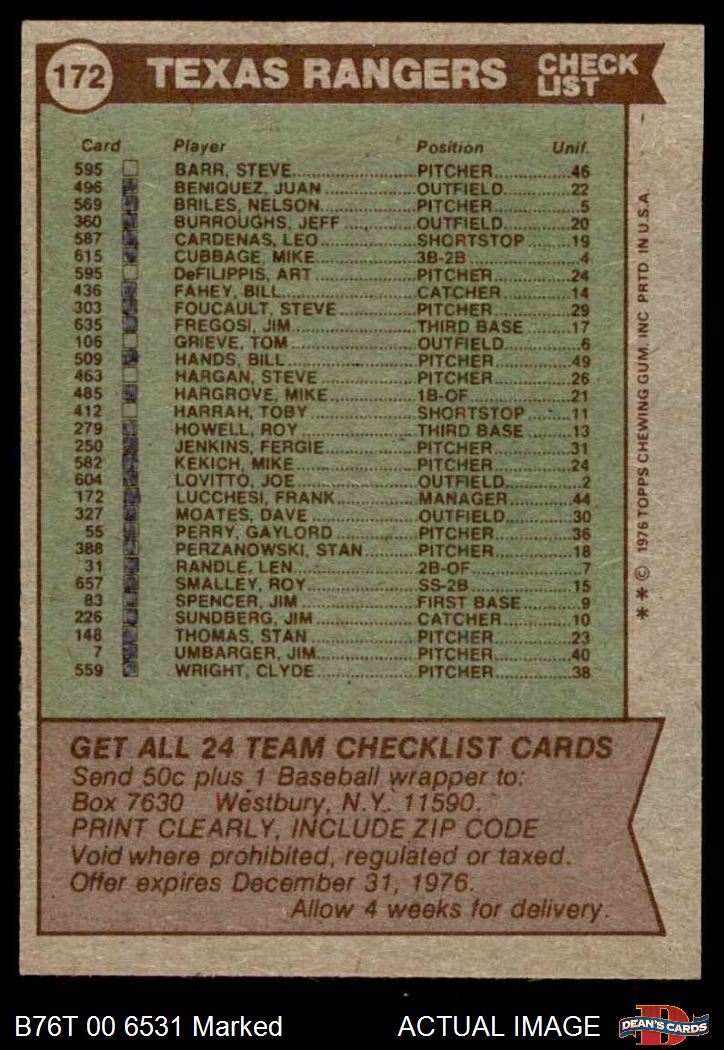 172 TEXAS RANGERS CHECK LIST
Card Player Position Unif.
595 BARR, STEVE PITCHER 46
496 BENIQUEZ, JUAN OUTFIELD 22
569 BRILES, NELSON PITCHER 5
360 BURROUGHS, JEFF OUTFIELD 20
587 CARDENAS, LEO SHORTSTOP 19
615 CUBBAGE, MIKE 3B-2B 4
595 DeFILIPPIS, ART PITCHER 24
436 FAHEY, BILL CATCHER 14
303 FOUCAULT, STEVE PITCHER 29
635 FREGOSI, JIM THIRD BASE 17
106 GRIEVE, TOM OUTFIELD 6
509 HANDS, BILL PITCHER 49
463 HARGAN, STEVE PITCHER 26
485 HARGROVE, MIKE 1B-OF 21
412 HARRAH, TOBY SHORTSTOP 11
279 HOWELL, ROY THIRD BASE 13
250 JENKINS, FERGIE PITCHER 31
582 KEKICH, MIKE PITCHER 24
604 LOVITTO, JOE OUTFIELD 2
172 LUCCHESI, FRANK MANAGER 44
327 MOATES, DAVE OUTFIELD 30
55 PERRY, GAYLORD PITCHER 36
388 PERZANOWSKI, STAN PITCHER 18
31 RANDLE, LEN 2B-OF 7
657 SMALLEY, ROY SS-2B 15
83 SPENCER, JIM FIRST BASE 9
226 SUNDBERG, JIM CATCHER 10
148 THOMAS, STAN PITCHER 23
7 UMBARGER, JIM PITCHER 40
559 WRIGHT, CLYDE PITCHER 38
* * © 1976 TOPPS CHEWING GUM, INC PRTD IN U.S.A.
GET ALL 24 TEAM CHECKLIST CARDS
Send 50c plus 1 Baseball wrapper to:
Box 7630 Westbury, N.Y. 11590.
PRINT CLEARLY, INCLUDE ZIP CODE
Void where prohibited, regulated or taxed.
Offer expires December 31, 1976.
Allow 4 weeks for delivery.
B76T 00 6531 Marked ACTUAL IMAGE
D
DEAN'S CARDS